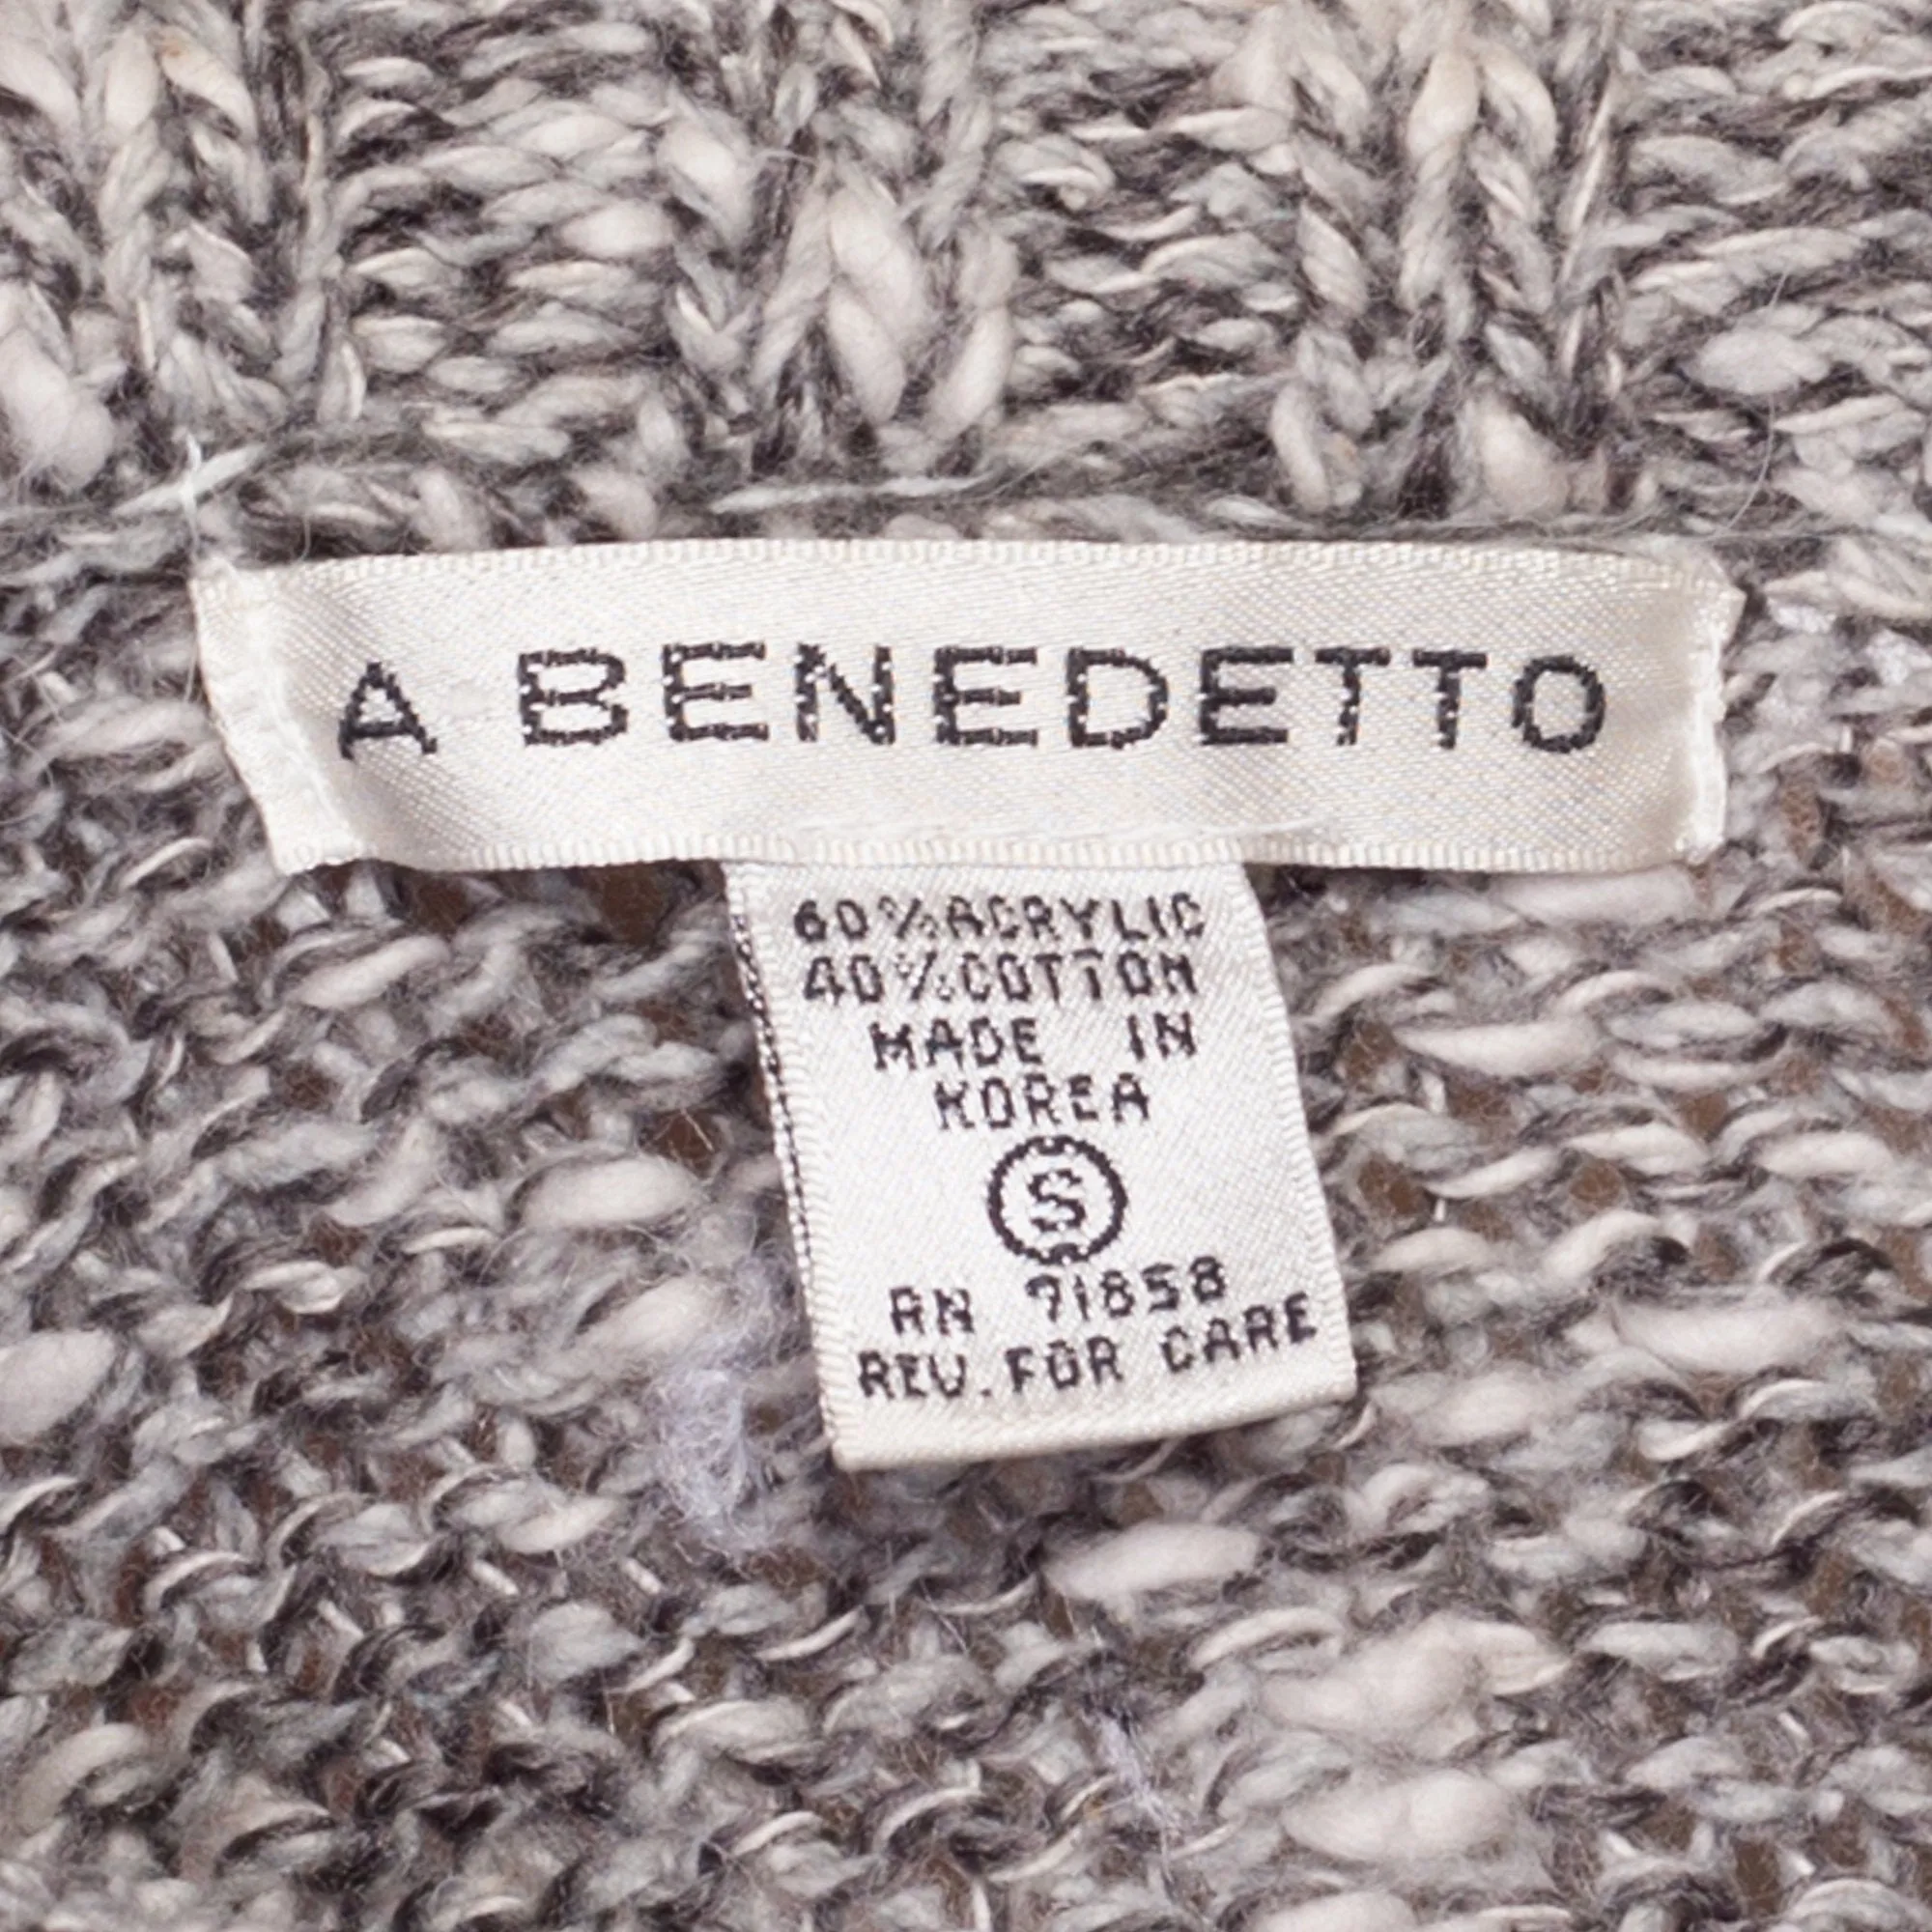 A BENEDETTO
60%ACRYLIC
40%COTTON
MADE IN
KOREA
S
RN 71858
REV. FOR CARE